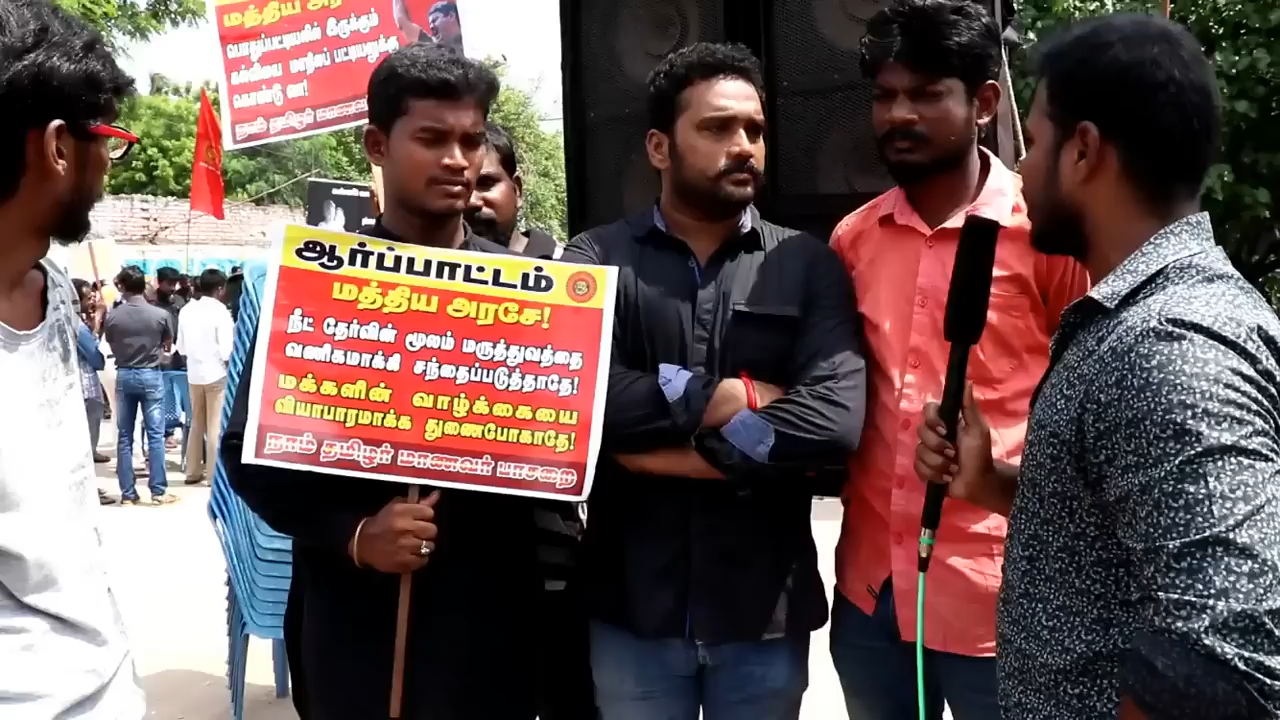 மத்திய அர
பொதுப்பட்டியலில் இருக்கும்
கல்வியை மாநிலப் பட்டியலுக்கு
கொண்டு வா!
நாம் தமிழர் மாணவ
ஆர்ப்பாட்டம்
மத்திய அரசே!
நீட் தேர்வின் மூலம் மருத்துவத்தை
வணிகமாக்கி சந்தைப்படுத்தாதே!
மக்களின் வாழ்க்கையை
வியாபாரமாக்க துணைபோகாதே!
நாம் தமிழர் மாணவர் பாசறை